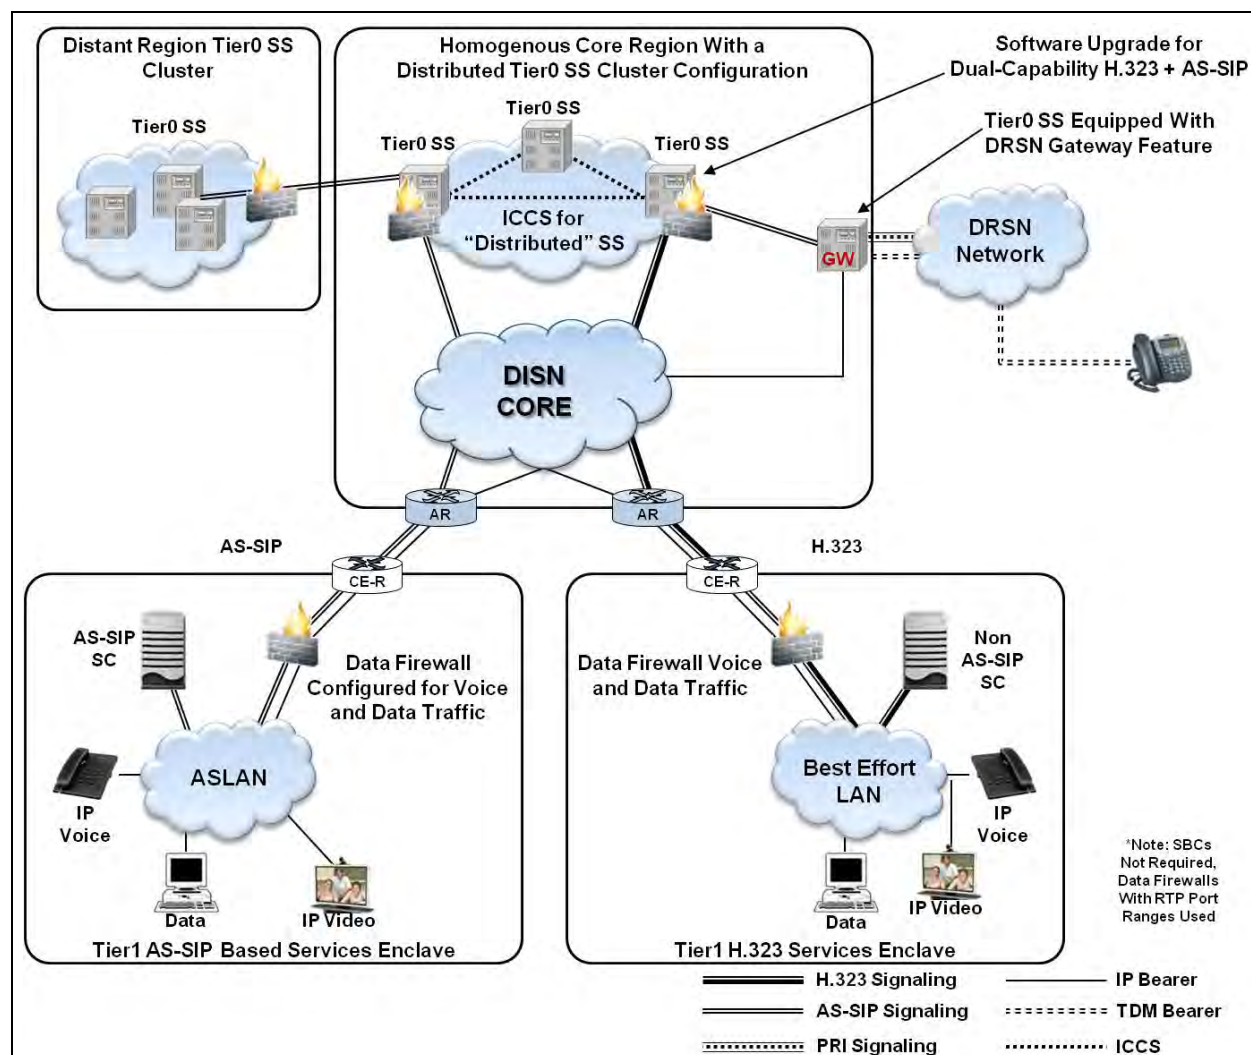 Distant Region Tier0 SS
Cluster
Tier0 SS
Homogenous Core Region With a
Distributed Tier0 SS Cluster Configuration
Tier0 SS
Tier0 SS
Tier0 SS
ICCS for
“Distributed” SS
Software Upgrade for
Dual-Capability H.323 + AS-SIP
Tier0 SS Equipped With
DRSN Gateway Feature
GW
DRSN
Network
DISN
CORE
AR
AR
AS-SIP
H.323
CE-R
CE-R
AS-SIP
SC
Data Firewall
Configured for Voice
and Data Traffic
ASLAN
IP
Voice
Data
IP Video
Tier1 AS-SIP Based Services Enclave
Data Firewall Voice
and Data Traffic
Non
AS-SIP
SC
Best Effort
LAN
IP
Voice
Data
IP Video
Tier1 H.323 Services Enclave
*Note: SBCs
Not Required,
Data Firewalls
With RTP Port
Ranges Used
H.323 Signaling
IP Bearer
AS-SIP Signaling
TDM Bearer
PRI Signaling
ICCS